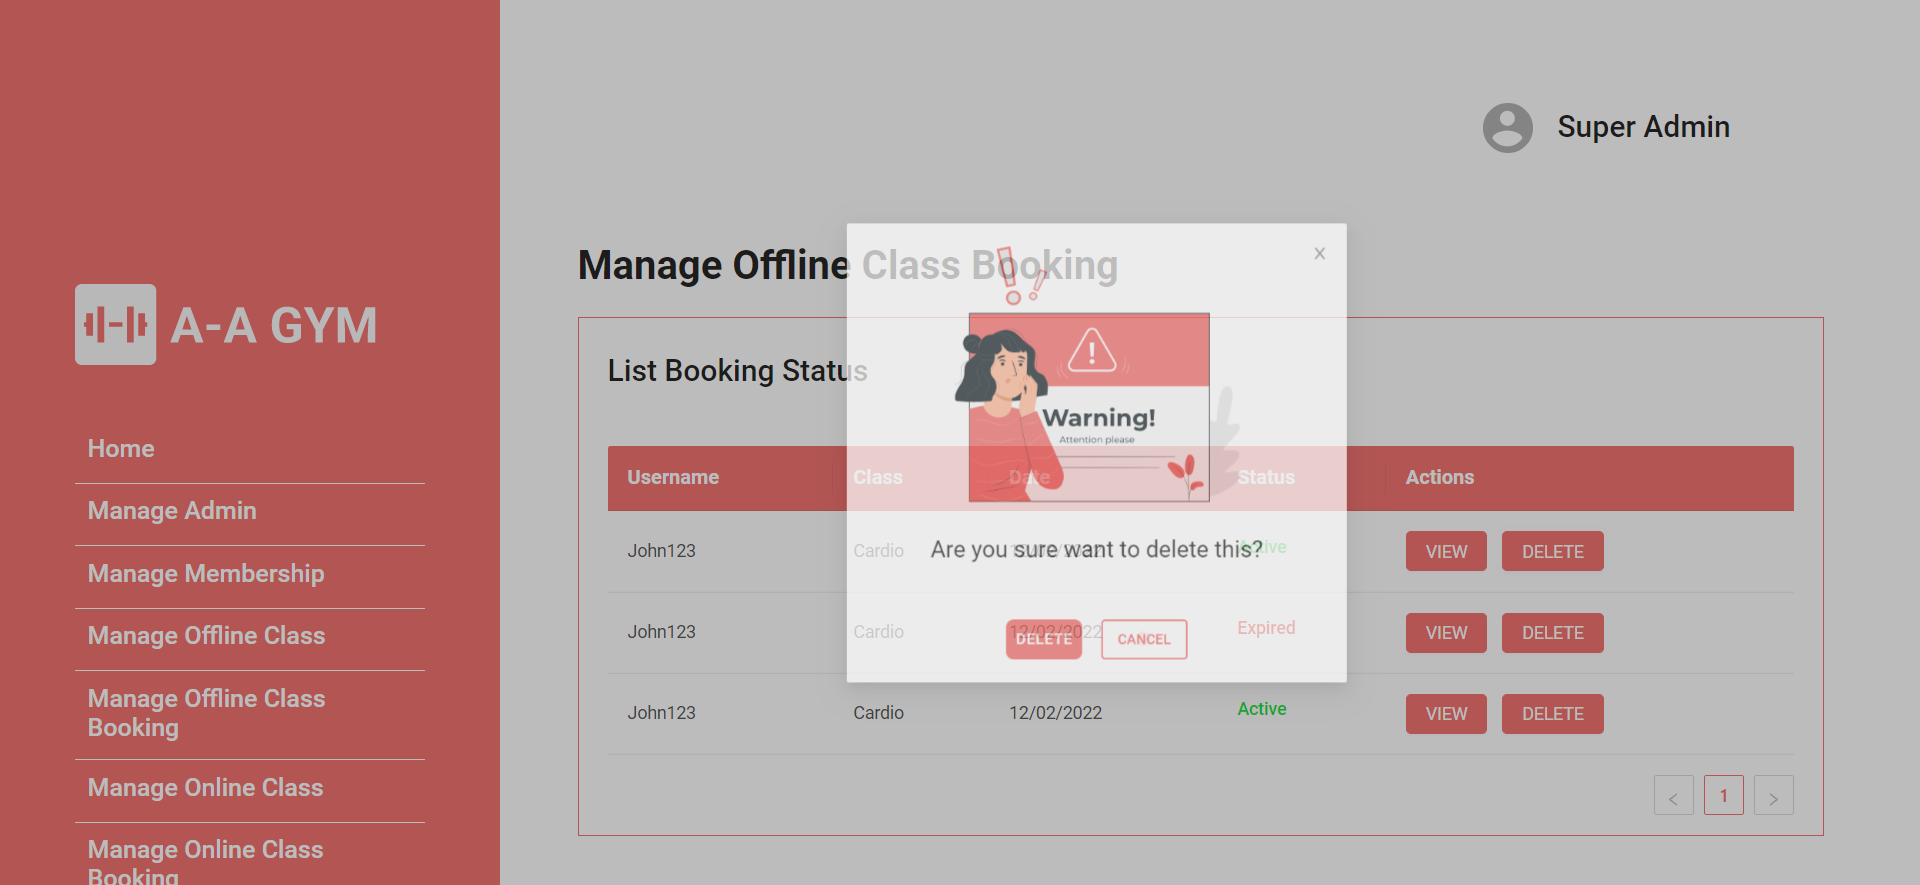 Super Admin
A-A GYM
Home
Manage Admin
Manage Membership
Manage Offline Class
Manage Offline Class
Booking
Manage Online Class
Manage Online Class
Booking
Manage Offline Class Booking
List Booking Status
Username Class Date Status Actions
John123 Cardio 12/02/2022 Active VIEW DELETE
John123 Cardio 12/02/2022 Expired VIEW DELETE
John123 Cardio 12/02/2022 Active VIEW DELETE
< 1 >
x
!!
!
Warning!
Attention please
Are you sure want to delete this?
DELETE CANCEL